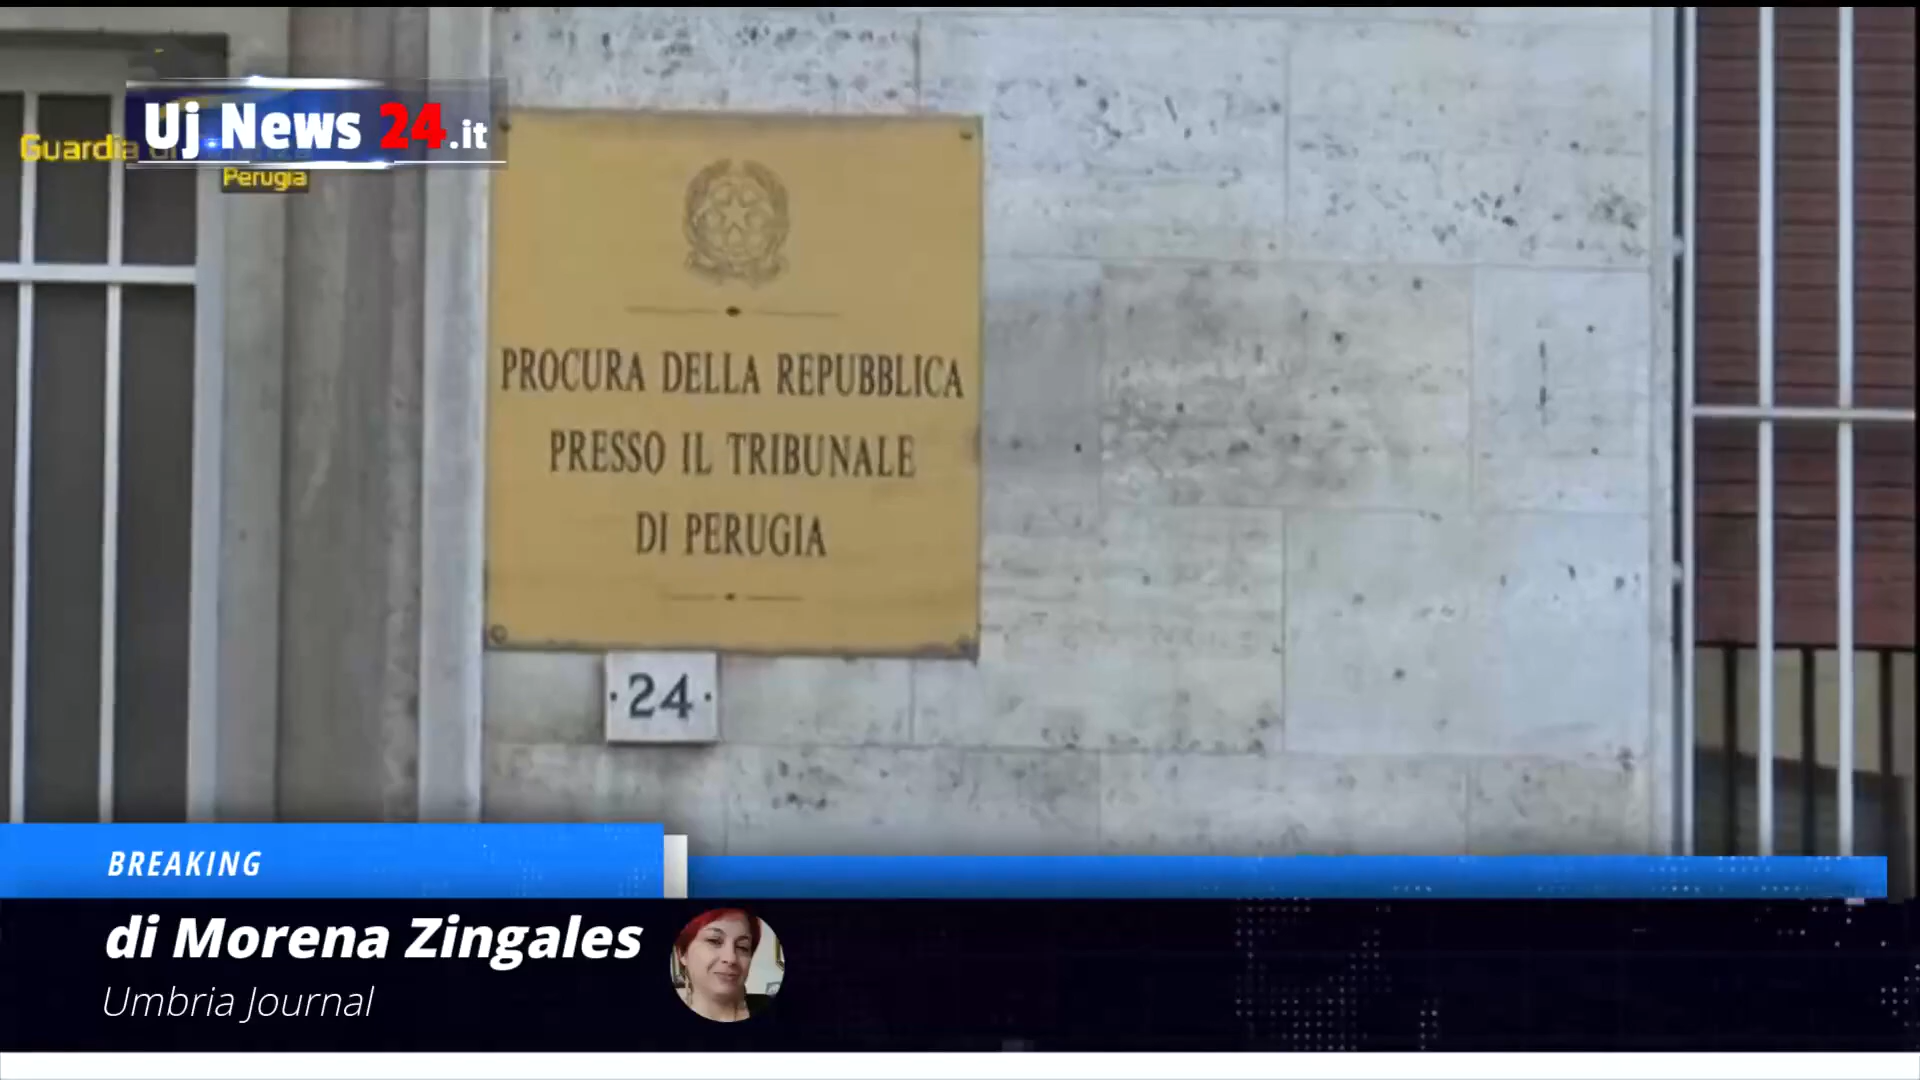 Uj News 24.it
Guardia
Perugia
PROCURA DELLA REPUBBLICA
PRESSO IL TRIBUNALE
DI PERUGIA
·24·
BREAKING
di Morena Zingales
Umbria Journal